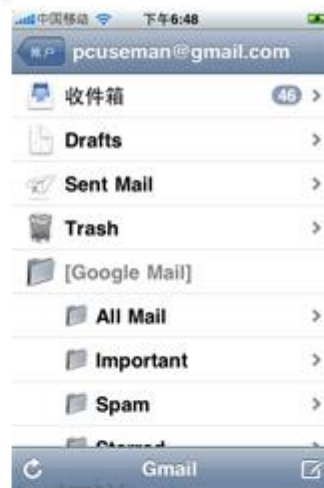 中国移动 下午6:48
帐户 pcuseman@gmail.com
收件箱 46
Drafts
Sent Mail
Trash
[Google Mail]
All Mail
Important
Spam
Starred
Gmail